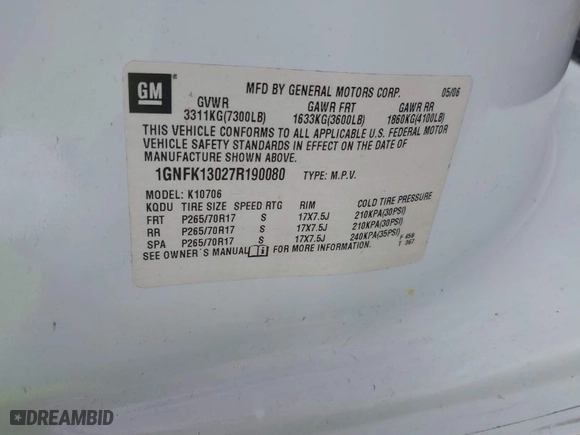 GM
MFD BY GENERAL MOTORS CORP. 05/06
GVWR GAWR FRT GAWR RR
3311KG(7300LB) 1633KG(3600LB) 1860KG(4100LB)
THIS VEHICLE CONFORMS TO ALL APPLICABLE U.S. FEDERAL MOTOR
VEHICLE SAFETY STANDARDS IN EFFECT ON THE DATE OF
MANUFACTURE SHOWN ABOVE.
1GNFK13027R190080 TYPE: M.P.V.
MODEL: K10706
KQDU TIRE SIZE SPEED RTG RIM COLD TIRE PRESSURE
FRT P265/70R17 S 17X7.5J 210KPA(30PSI)
RR P265/70R17 S 17X7.5J 210KPA(30PSI)
SPA P265/70R17 S 17X7.5J 240KPA(35PSI)
SEE OWNER'S MANUAL FOR MORE INFORMATION. F 458
T 367
DREAMBID